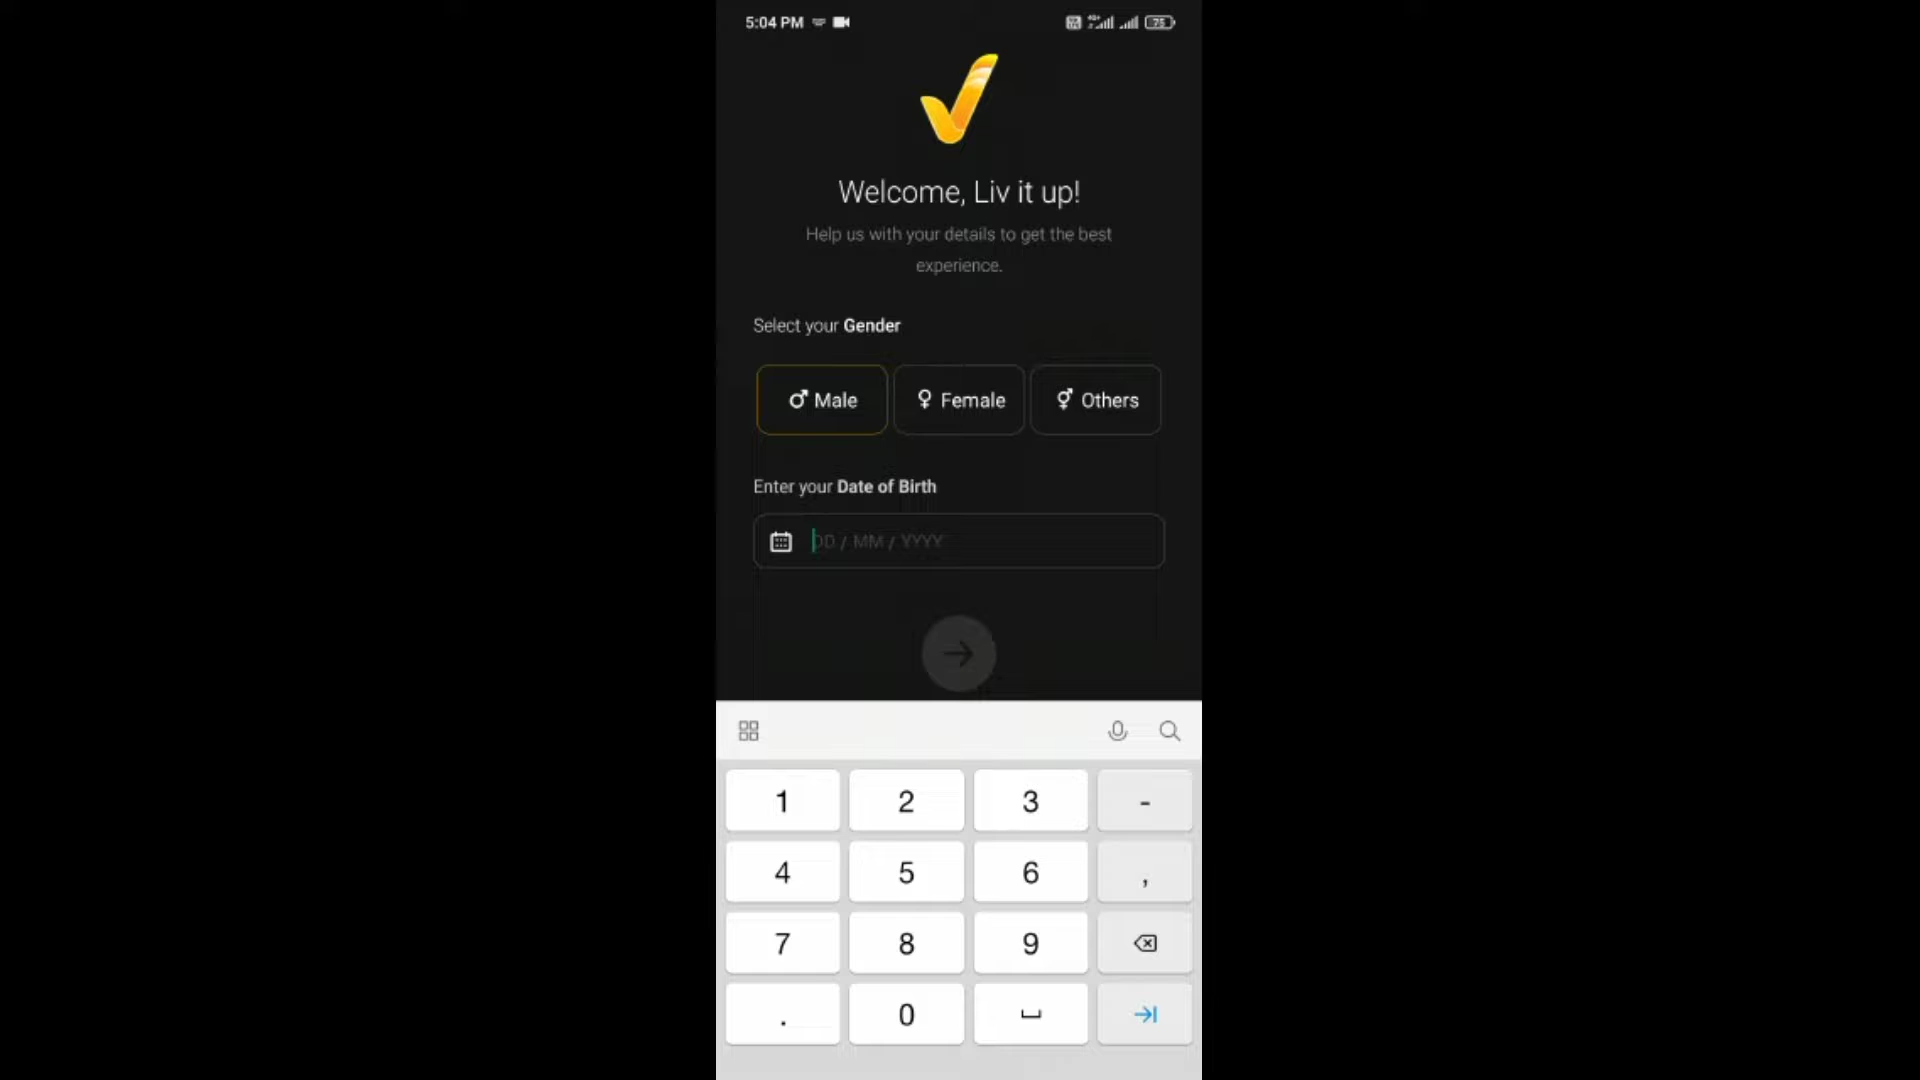 5:04 PM
75
Welcome, Liv it up!
Help us with your details to get the best
experience.
Select your Gender
Male
Female
Others
Enter your Date of Birth
DD / MM / YYYY
1 2 3 -
4 5 6 ,
7 8 9
. 0